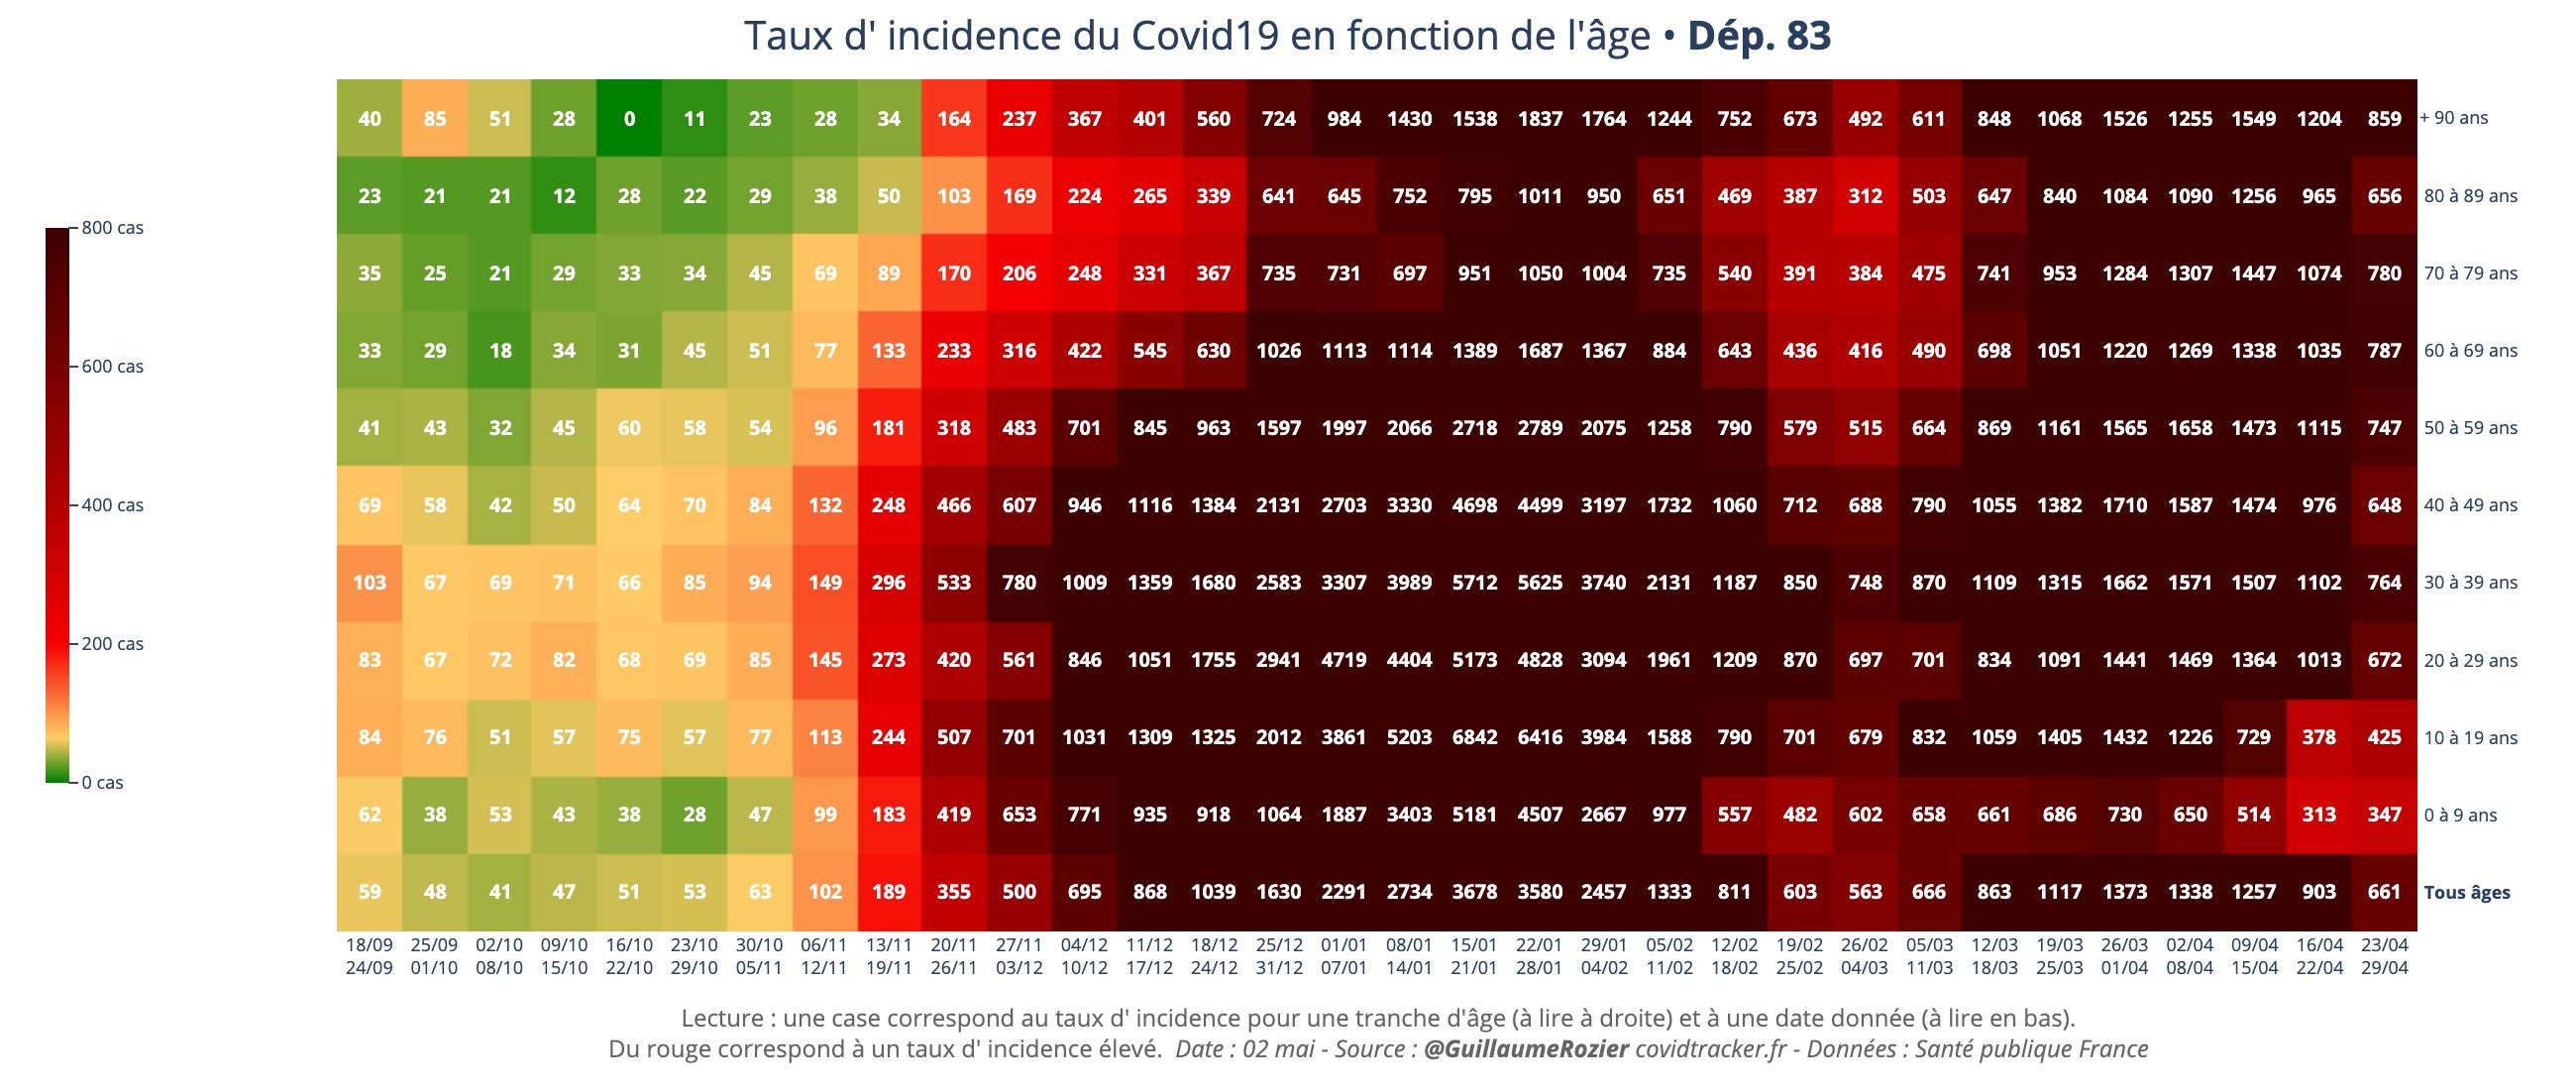 Taux d' incidence du Covid19 en fonction de l'âge • Dép. 83
800 cas
600 cas
400 cas
200 cas
0 cas
40 85 51 28 0 11 23 28 34 164 237 367 401 560 724 984 1430 1538 1837 1764 1244 752 673 492 611 848 1068 1526 1255 1549 1204 859 + 90 ans
23 21 21 12 28 22 29 38 50 103 169 224 265 339 641 645 752 795 1011 950 651 469 387 312 503 647 840 1084 1090 1256 965 656 80 à 89 ans
35 25 21 29 33 34 45 69 89 170 206 248 331 367 735 731 697 951 1050 1004 735 540 391 384 475 741 953 1284 1307 1447 1074 780 70 à 79 ans
33 29 18 34 31 45 51 77 133 233 316 422 545 630 1026 1113 1114 1389 1687 1367 884 643 436 416 490 698 1051 1220 1269 1338 1035 787 60 à 69 ans
41 43 32 45 60 58 54 96 181 318 483 701 845 963 1597 1997 2066 2718 2789 2075 1258 790 579 515 664 869 1161 1565 1658 1473 1115 747 50 à 59 ans
69 58 42 50 64 70 84 132 248 466 607 946 1116 1384 2131 2703 3330 4698 4499 3197 1732 1060 712 688 790 1055 1382 1710 1587 1474 976 648 40 à 49 ans
103 67 69 71 66 85 94 149 296 533 780 1009 1359 1680 2583 3307 3989 5712 5625 3740 2131 1187 850 748 870 1109 1315 1662 1571 1507 1102 764 30 à 39 ans
83 67 72 82 68 69 85 145 273 420 561 846 1051 1755 2941 4719 4404 5173 4828 3094 1961 1209 870 697 701 834 1091 1441 1469 1364 1013 672 20 à 29 ans
84 76 51 57 75 57 77 113 244 507 701 1031 1309 1325 2012 3861 5203 6842 6416 3984 1588 790 701 679 832 1059 1405 1432 1226 729 378 425 10 à 19 ans
62 38 53 43 38 28 47 99 183 419 653 771 935 918 1064 1887 3403 5181 4507 2667 977 557 482 602 658 661 686 730 650 514 313 347 0 à 9 ans
59 48 41 47 51 53 63 102 189 355 500 695 868 1039 1630 2291 2734 3678 3580 2457 1333 811 603 563 666 863 1117 1373 1338 1257 903 661 Tous âges
18/09 25/09 02/10 09/10 16/10 23/10 30/10 06/11 13/11 20/11 27/11 04/12 11/12 18/12 25/12 01/01 08/01 15/01 22/01 29/01 05/02 12/02 19/02 26/02 05/03 12/03 19/03 26/03 02/04 09/04 16/04 23/04
24/09 01/10 08/10 15/10 22/10 29/10 05/11 12/11 19/11 26/11 03/12 10/12 17/12 24/12 31/12 07/01 14/01 21/01 28/01 04/02 11/02 18/02 25/02 04/03 11/03 18/03 25/03 01/04 08/04 15/04 22/04 29/04
Lecture : une case correspond au taux d' incidence pour une tranche d'âge (à lire à droite) et à une date donnée (à lire en bas).
Du rouge correspond à un taux d' incidence élevé. Date : 02 mai - Source : @GuillaumeRozier covidtracker.fr - Données : Santé publique France